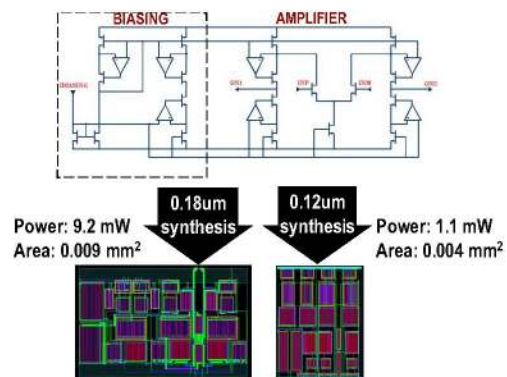 BIASING AMPLIFIER
0.18um
synthesis
0.12um
synthesis
Power: 9.2 mW
Area: 0.009 mm²
Power: 1.1 mW
Area: 0.004 mm²